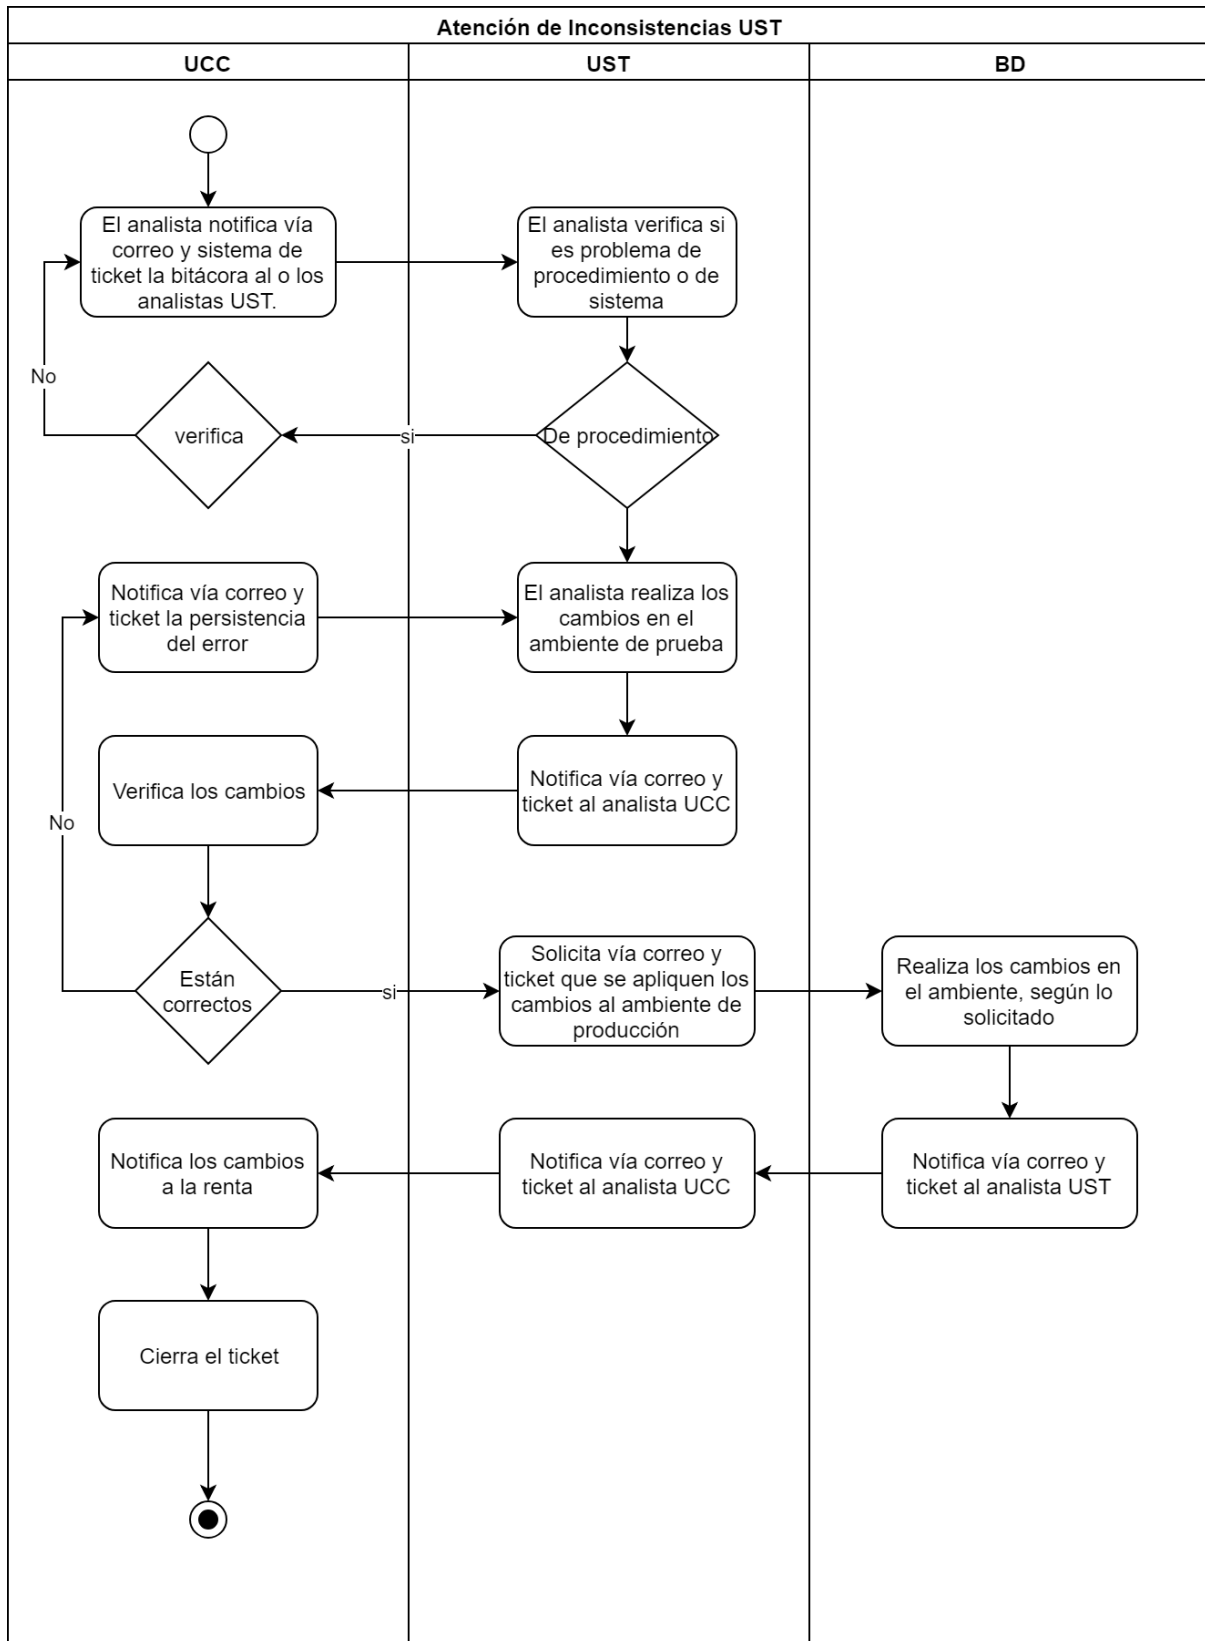 Atención de Inconsistencias UST
UCC
UST
BD
El analista notifica vía
correo y sistema de
ticket la bitácora al o los
analistas UST.
El analista verifica si
es problema de
procedimiento o de
sistema
No
verifica
si
De procedimiento
Notifica vía correo y
ticket la persistencia
del error
El analista realiza los
cambios en el
ambiente de prueba
Verifica los cambios
Notifica vía correo y
ticket al analista UCC
No
Están
correctos
si
Solicita vía correo y
ticket que se apliquen los
cambios al ambiente de
producción
Realiza los cambios en
el ambiente, según lo
solicitado
Notifica los cambios
a la renta
Notifica vía correo y
ticket al analista UCC
Notifica vía correo y
ticket al analista UST
Cierra el ticket